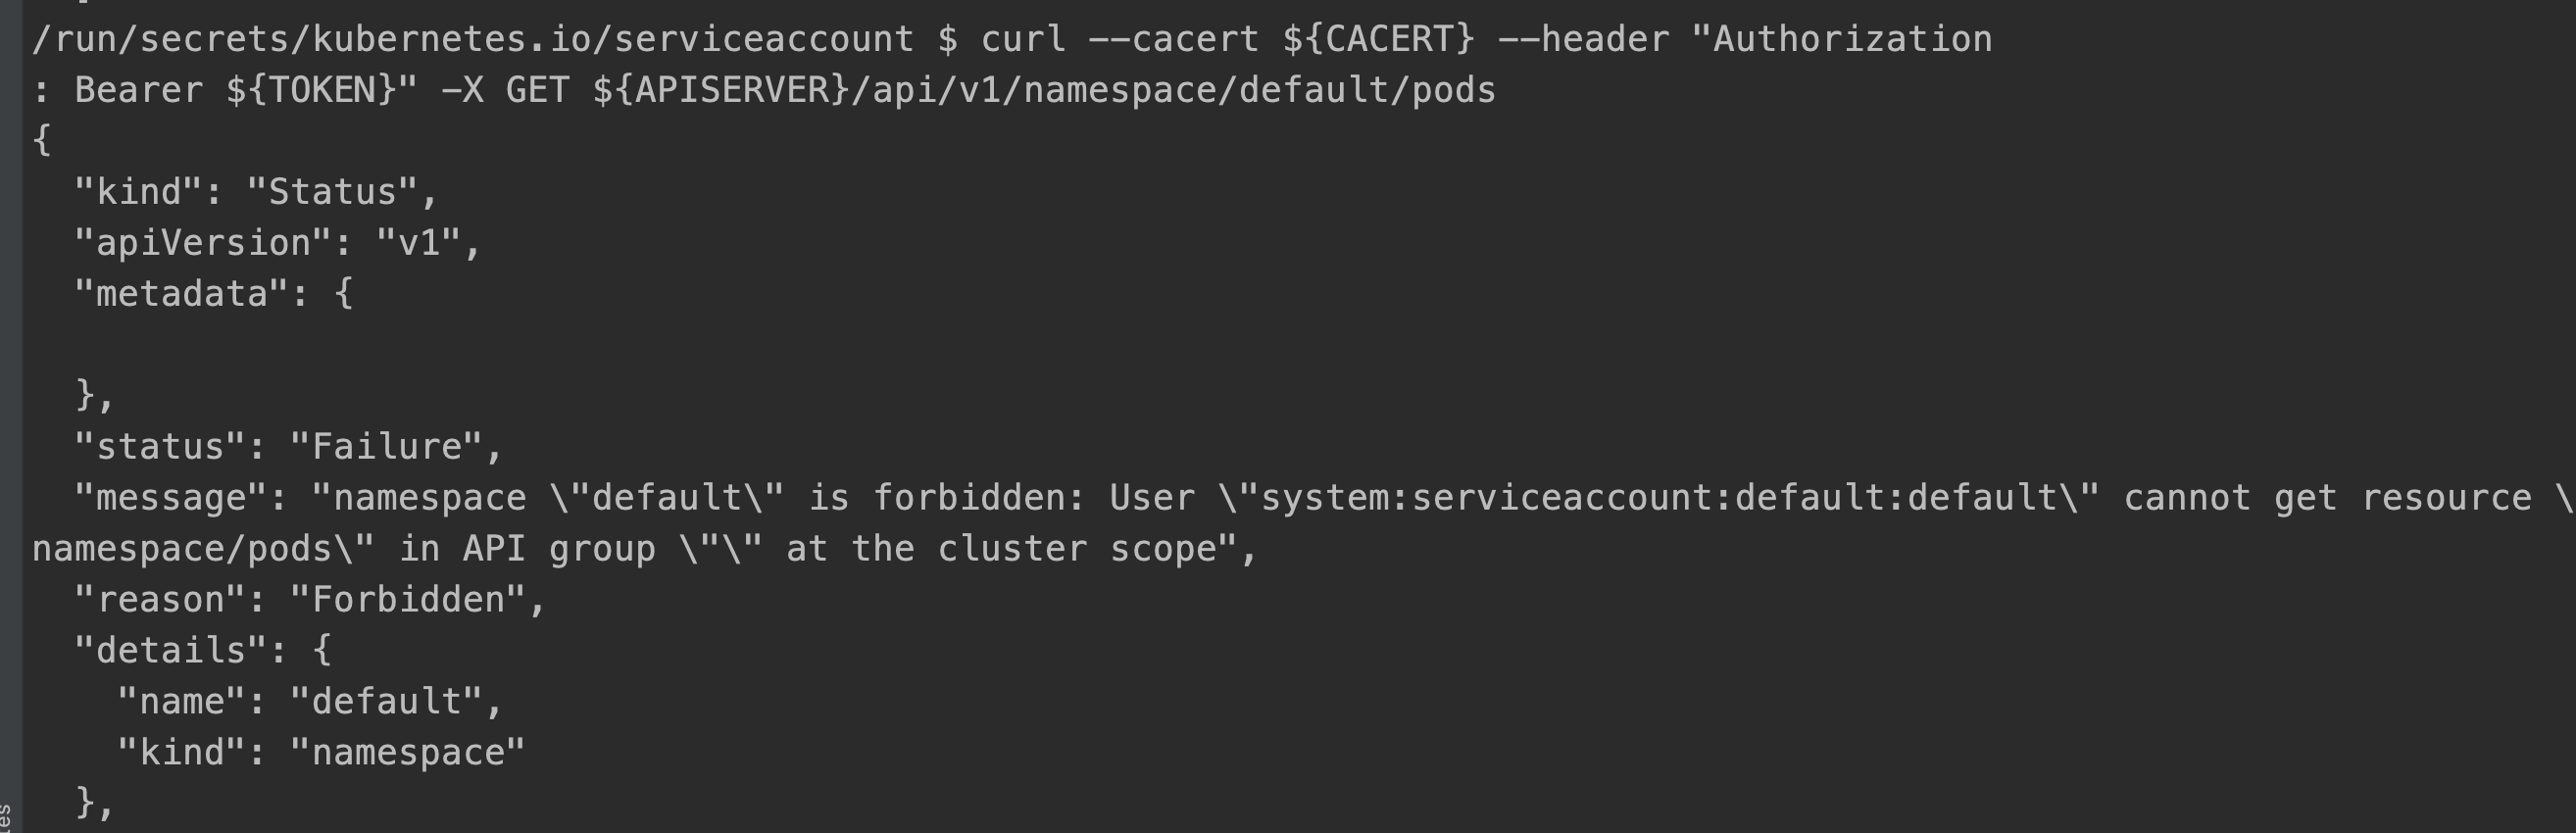 /run/secrets/kubernetes.io/serviceaccount $ curl --cacert ${CACERT} --header "Authorization
: Bearer ${TOKEN}" -X GET ${APISERVER}/api/v1/namespace/default/pods
{
  "kind": "Status",
  "apiVersion": "v1",
  "metadata": {

  },
  "status": "Failure",
  "message": "namespace \"default\" is forbidden: User \"system:serviceaccount:default:default\" cannot get resource \
namespace/pods\" in API group \"\" at the cluster scope",
  "reason": "Forbidden",
  "details": {
    "name": "default",
    "kind": "namespace"
  },